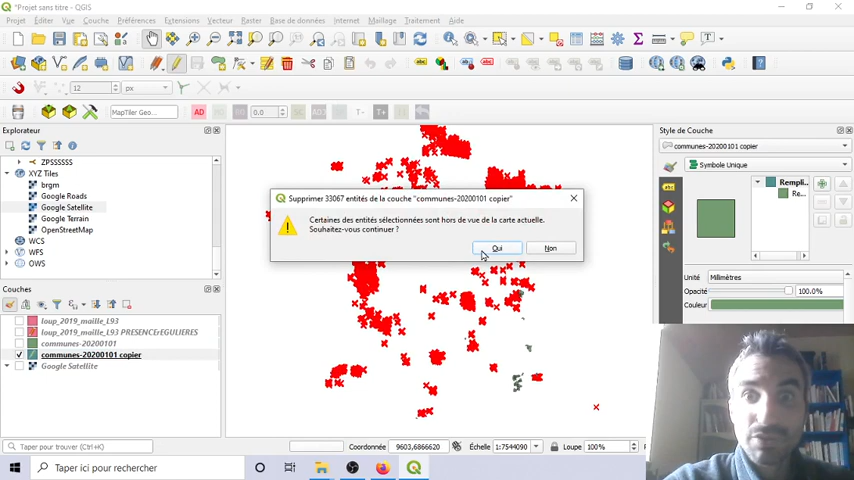 *Projet sans titre - QGIS
Projet Éditer Vue Couche Préférences Extensions Vecteur Raster Base de données Internet Maillage Traitement Aide
12 px
MapTiler Geo... AD 0.0 T- T+
Explorateur
ZPSSSSSS
XYZ Tiles
brgm
Google Roads
Google Satellite
Google Terrain
OpenStreetMap
WCS
WFS
OWS
Couches
loup_2019_maille_L93
loup_2019_maille_L93 PRESENC&EGULIERES
communes-20200101
communes-20200101 copier
Google Satellite
Supprimer 33067 entités de la couche "communes-20200101 copier"
Certaines des entités sélectionnées sont hors de vue de la carte actuelle.
Souhaitez-vous continuer ?
Oui Non
Style de Couche
communes-20200101 copier
Symbole Unique
Rempli...
Re...
Unité Millimètres
Opacité 100.0%
Couleur
Taper pour trouver (Ctrl+K) Coordonnée 9603,6866620 Échelle 1:7544090 Loupe 100%
Taper ici pour rechercher